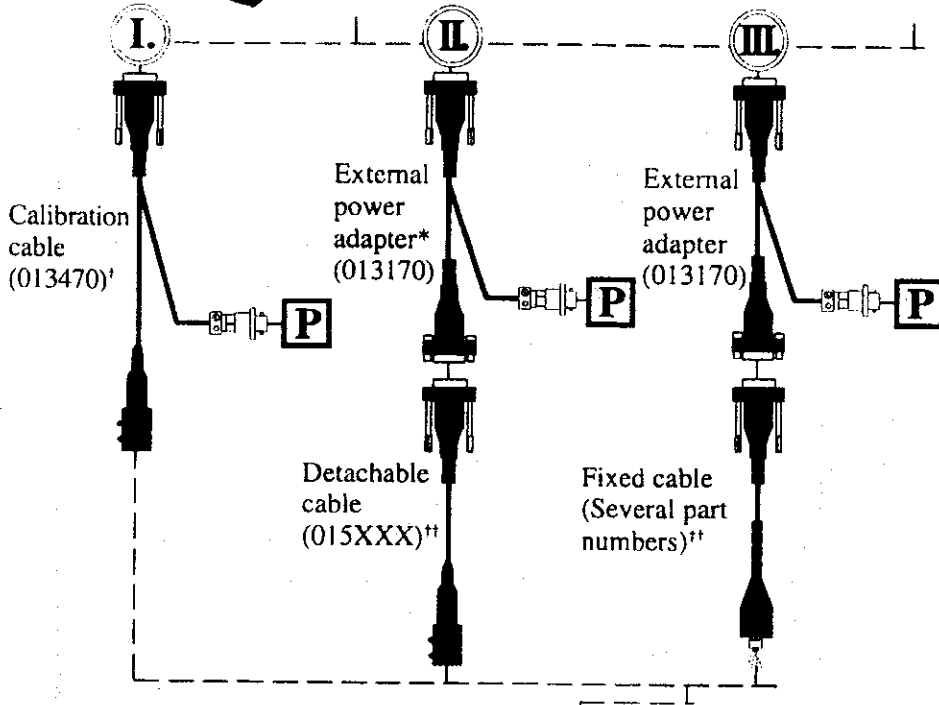 I.
II.
III.
Calibration
cable
(013470)†
P
External
power
adapter*
(013170)
P
Detachable
cable
(015XXX)††
External
power
adapter
(013170)
P
Fixed cable
(Several part
numbers)††